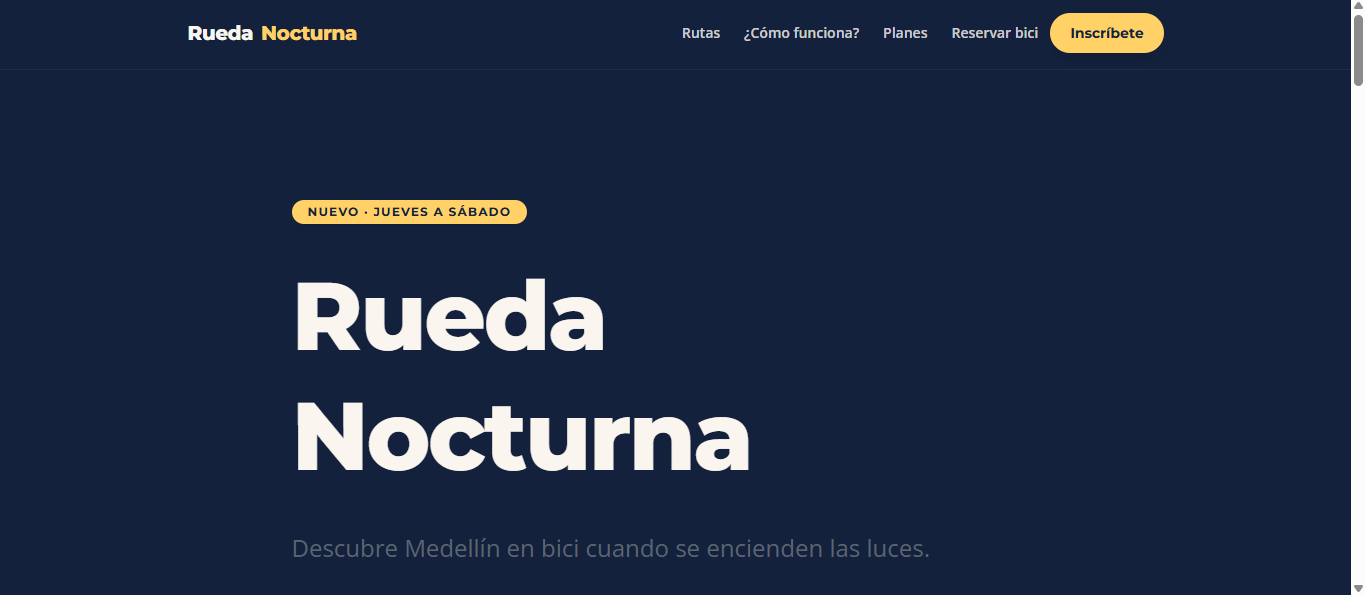 Rueda Nocturna
Rutas
¿Cómo funciona?
Planes
Reservar bici
Inscríbete
NUEVO · JUEVES A SÁBADO
Rueda
Nocturna
Descubre Medellín en bici cuando se encienden las luces.